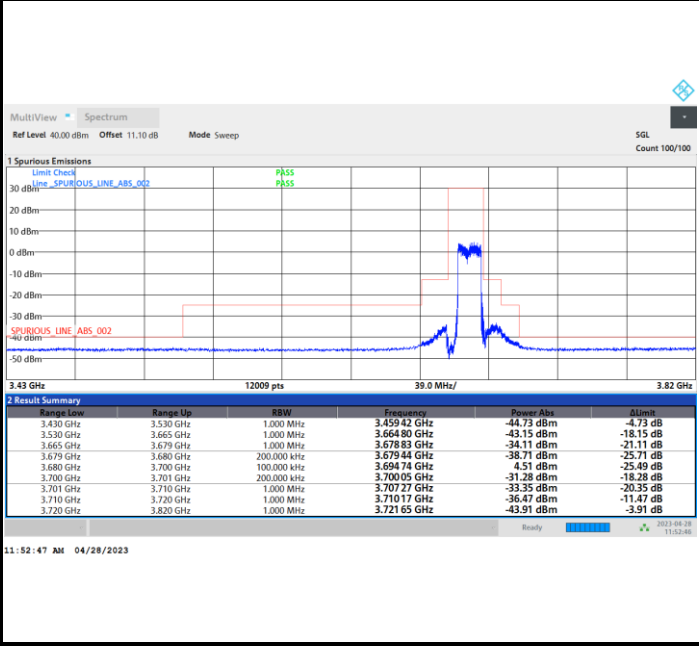 MultiView Spectrum
Ref Level 40.00 dBm Offset 11.10 dB Mode Sweep SGL
Count 100/100
1 Spurious Emissions
Limit Check PASS
Line _SPURIOUS_LINE_ABS_002 PASS
30 dBm
20 dBm
10 dBm
0 dBm
-10 dBm
-20 dBm
-30 dBm
_SPURIOUS_LINE_ABS_002
-40 dBm
-50 dBm
3.43 GHz 12009 pts 39.0 MHz/ 3.82 GHz
2 Result Summary
Range Low Range Up RBW Frequency Power Abs ΔLimit
3.430 GHz 3.530 GHz 1.000 MHz 3.459 42 GHz -44.73 dBm -4.73 dB
3.530 GHz 3.665 GHz 1.000 MHz 3.664 80 GHz -43.15 dBm -18.15 dB
3.665 GHz 3.679 GHz 1.000 MHz 3.678 83 GHz -34.11 dBm -21.11 dB
3.679 GHz 3.680 GHz 200.000 kHz 3.679 44 GHz -38.71 dBm -25.71 dB
3.680 GHz 3.700 GHz 100.000 kHz 3.694 74 GHz 4.51 dBm -25.49 dB
3.700 GHz 3.701 GHz 200.000 kHz 3.700 05 GHz -31.28 dBm -18.28 dB
3.701 GHz 3.710 GHz 1.000 MHz 3.707 27 GHz -33.35 dBm -20.35 dB
3.710 GHz 3.720 GHz 1.000 MHz 3.710 17 GHz -36.47 dBm -11.47 dB
3.720 GHz 3.820 GHz 1.000 MHz 3.721 65 GHz -43.91 dBm -3.91 dB
Ready 2023-04-28
11:52:46
11:52:47 AM 04/28/2023